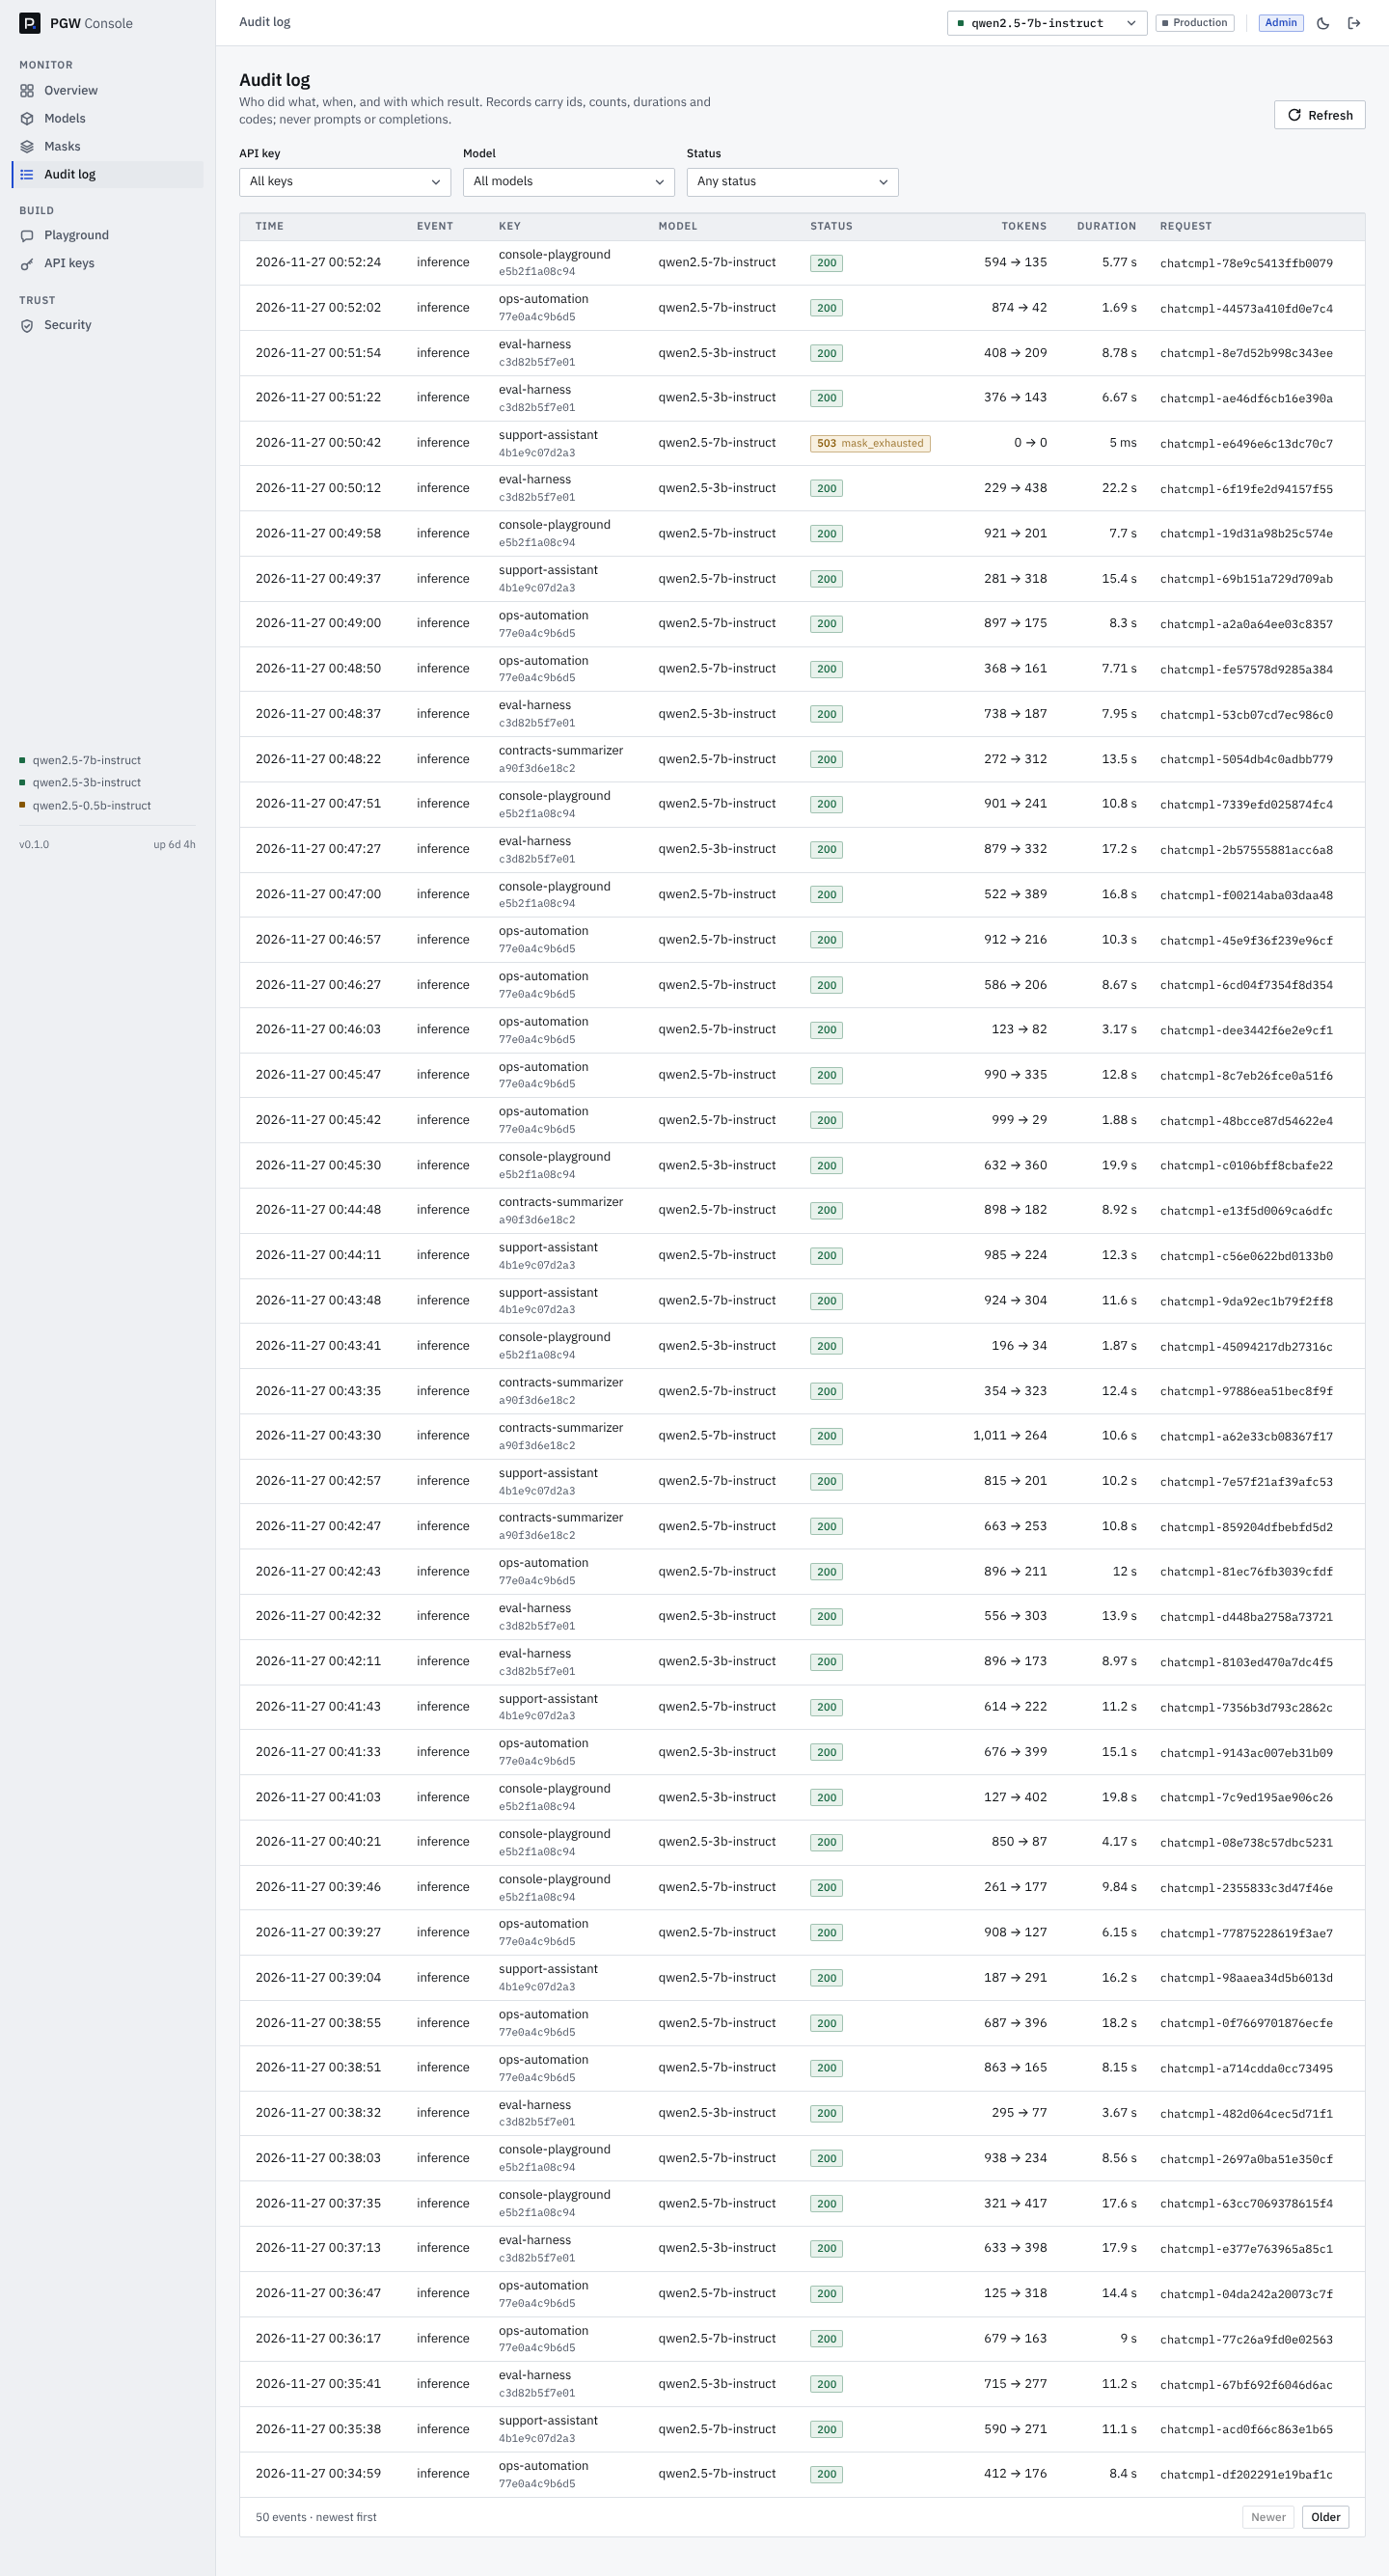 PGW Console
MONITOR
Overview
Models
Masks
Audit log
BUILD
Playground
API keys
TRUST
Security
qwen2.5-7b-instruct
qwen2.5-3b-instruct
qwen2.5-0.5b-instruct
v0.1.0 up 6d 4h
Audit log
qwen2.5-7b-instruct Production Admin
Audit log
Who did what, when, and with which result. Records carry ids, counts, durations and
codes; never prompts or completions.
Refresh
API key Model Status
All keys All models Any status
TIME EVENT KEY MODEL STATUS TOKENS DURATION REQUEST
2026-11-27 00:52:24 inference console-playground qwen2.5-7b-instruct 200 594 → 135 5.77 s chatcmpl-78e9c5413ffb0079
e5b2f1a08c94
2026-11-27 00:52:02 inference ops-automation qwen2.5-7b-instruct 200 874 → 42 1.69 s chatcmpl-44573a410fd0e7c4
77e0a4c9b6d5
2026-11-27 00:51:54 inference eval-harness qwen2.5-3b-instruct 200 408 → 209 8.78 s chatcmpl-8e7d52b998c343ee
c3d82b5f7e01
2026-11-27 00:51:22 inference eval-harness qwen2.5-3b-instruct 200 376 → 143 6.67 s chatcmpl-ae46df6cb16e390a
c3d82b5f7e01
2026-11-27 00:50:42 inference support-assistant qwen2.5-7b-instruct 503 mask_exhausted 0 → 0 5 ms chatcmpl-e6496e6c13dc70c7
4b1e9c07d2a3
2026-11-27 00:50:12 inference eval-harness qwen2.5-3b-instruct 200 229 → 438 22.2 s chatcmpl-6f19fe2d94157f55
c3d82b5f7e01
2026-11-27 00:49:58 inference console-playground qwen2.5-7b-instruct 200 921 → 201 7.7 s chatcmpl-19d31a98b25c574e
e5b2f1a08c94
2026-11-27 00:49:37 inference support-assistant qwen2.5-7b-instruct 200 281 → 318 15.4 s chatcmpl-69b151a729d709ab
4b1e9c07d2a3
2026-11-27 00:49:00 inference ops-automation qwen2.5-7b-instruct 200 897 → 175 8.3 s chatcmpl-a2a0a64ee03c8357
77e0a4c9b6d5
2026-11-27 00:48:50 inference ops-automation qwen2.5-7b-instruct 200 368 → 161 7.71 s chatcmpl-fe57578d9285a384
77e0a4c9b6d5
2026-11-27 00:48:37 inference eval-harness qwen2.5-3b-instruct 200 738 → 187 7.95 s chatcmpl-53cb07cd7ec986c0
c3d82b5f7e01
2026-11-27 00:48:22 inference contracts-summarizer qwen2.5-7b-instruct 200 272 → 312 13.5 s chatcmpl-5054db4c0adbb779
a90f3d6e18c2
2026-11-27 00:47:51 inference console-playground qwen2.5-7b-instruct 200 901 → 241 10.8 s chatcmpl-7339efd025874fc4
e5b2f1a08c94
2026-11-27 00:47:27 inference eval-harness qwen2.5-3b-instruct 200 879 → 332 17.2 s chatcmpl-2b57555881acc6a8
c3d82b5f7e01
2026-11-27 00:47:00 inference console-playground qwen2.5-7b-instruct 200 522 → 389 16.8 s chatcmpl-f00214aba03daa48
e5b2f1a08c94
2026-11-27 00:46:57 inference ops-automation qwen2.5-7b-instruct 200 912 → 216 10.3 s chatcmpl-45e9f36f239e96cf
77e0a4c9b6d5
2026-11-27 00:46:27 inference ops-automation qwen2.5-7b-instruct 200 586 → 206 8.67 s chatcmpl-6cd04f7354f8d354
77e0a4c9b6d5
2026-11-27 00:46:03 inference ops-automation qwen2.5-7b-instruct 200 123 → 82 3.17 s chatcmpl-dee3442f6e2e9cf1
77e0a4c9b6d5
2026-11-27 00:45:47 inference ops-automation qwen2.5-7b-instruct 200 990 → 335 12.8 s chatcmpl-8c7eb26fce0a51f6
77e0a4c9b6d5
2026-11-27 00:45:42 inference ops-automation qwen2.5-7b-instruct 200 999 → 29 1.88 s chatcmpl-48bcce87d54622e4
77e0a4c9b6d5
2026-11-27 00:45:30 inference console-playground qwen2.5-3b-instruct 200 632 → 360 19.9 s chatcmpl-c0106bff8cbafe22
e5b2f1a08c94
2026-11-27 00:44:48 inference contracts-summarizer qwen2.5-7b-instruct 200 898 → 182 8.92 s chatcmpl-e13f5d0069ca6dfc
a90f3d6e18c2
2026-11-27 00:44:11 inference support-assistant qwen2.5-7b-instruct 200 985 → 224 12.3 s chatcmpl-c56e0622bd0133b0
4b1e9c07d2a3
2026-11-27 00:43:48 inference support-assistant qwen2.5-7b-instruct 200 924 → 304 11.6 s chatcmpl-9da92ec1b79f2ff8
4b1e9c07d2a3
2026-11-27 00:43:41 inference console-playground qwen2.5-3b-instruct 200 196 → 34 1.87 s chatcmpl-45094217db27316c
e5b2f1a08c94
2026-11-27 00:43:35 inference contracts-summarizer qwen2.5-7b-instruct 200 354 → 323 12.4 s chatcmpl-97886ea51bec8f9f
a90f3d6e18c2
2026-11-27 00:43:30 inference contracts-summarizer qwen2.5-7b-instruct 200 1,011 → 264 10.6 s chatcmpl-a62e33cb08367f17
a90f3d6e18c2
2026-11-27 00:42:57 inference support-assistant qwen2.5-7b-instruct 200 815 → 201 10.2 s chatcmpl-7e57f21af39afc53
4b1e9c07d2a3
2026-11-27 00:42:47 inference contracts-summarizer qwen2.5-7b-instruct 200 663 → 253 10.8 s chatcmpl-859204dfbebfd5d2
a90f3d6e18c2
2026-11-27 00:42:43 inference ops-automation qwen2.5-7b-instruct 200 896 → 211 12 s chatcmpl-81ec76fb3039cfdf
77e0a4c9b6d5
2026-11-27 00:42:32 inference eval-harness qwen2.5-3b-instruct 200 556 → 303 13.9 s chatcmpl-d448ba2758a73721
c3d82b5f7e01
2026-11-27 00:42:11 inference eval-harness qwen2.5-3b-instruct 200 896 → 173 8.97 s chatcmpl-8103ed470a7dc4f5
c3d82b5f7e01
2026-11-27 00:41:43 inference support-assistant qwen2.5-7b-instruct 200 614 → 222 11.2 s chatcmpl-7356b3d793c2862c
4b1e9c07d2a3
2026-11-27 00:41:33 inference ops-automation qwen2.5-3b-instruct 200 676 → 399 15.1 s chatcmpl-9143ac007eb31b09
77e0a4c9b6d5
2026-11-27 00:41:03 inference console-playground qwen2.5-3b-instruct 200 127 → 402 19.8 s chatcmpl-7c9ed195ae906c26
e5b2f1a08c94
2026-11-27 00:40:21 inference console-playground qwen2.5-3b-instruct 200 850 → 87 4.17 s chatcmpl-08e738c57dbc5231
e5b2f1a08c94
2026-11-27 00:39:46 inference console-playground qwen2.5-7b-instruct 200 261 → 177 9.84 s chatcmpl-2355833c3d47f46e
e5b2f1a08c94
2026-11-27 00:39:27 inference ops-automation qwen2.5-7b-instruct 200 908 → 127 6.15 s chatcmpl-77875228619f3ae7
77e0a4c9b6d5
2026-11-27 00:39:04 inference support-assistant qwen2.5-7b-instruct 200 187 → 291 16.2 s chatcmpl-98aaea34d5b6013d
4b1e9c07d2a3
2026-11-27 00:38:55 inference ops-automation qwen2.5-7b-instruct 200 687 → 396 18.2 s chatcmpl-0f7669701876ecfe
77e0a4c9b6d5
2026-11-27 00:38:51 inference ops-automation qwen2.5-7b-instruct 200 863 → 165 8.15 s chatcmpl-a714cdda0cc73495
77e0a4c9b6d5
2026-11-27 00:38:32 inference eval-harness qwen2.5-3b-instruct 200 295 → 77 3.67 s chatcmpl-482d064cec5d71f1
c3d82b5f7e01
2026-11-27 00:38:03 inference console-playground qwen2.5-7b-instruct 200 938 → 234 8.56 s chatcmpl-2697a0ba51e350cf
e5b2f1a08c94
2026-11-27 00:37:35 inference console-playground qwen2.5-7b-instruct 200 321 → 417 17.6 s chatcmpl-63cc7069378615f4
e5b2f1a08c94
2026-11-27 00:37:13 inference eval-harness qwen2.5-3b-instruct 200 633 → 398 17.9 s chatcmpl-e377e763965a85c1
c3d82b5f7e01
2026-11-27 00:36:47 inference ops-automation qwen2.5-7b-instruct 200 125 → 318 14.4 s chatcmpl-04da242a20073c7f
77e0a4c9b6d5
2026-11-27 00:36:17 inference ops-automation qwen2.5-7b-instruct 200 679 → 163 9 s chatcmpl-77c26a9fd0e02563
77e0a4c9b6d5
2026-11-27 00:35:41 inference eval-harness qwen2.5-3b-instruct 200 715 → 277 11.2 s chatcmpl-67bf692f6046d6ac
c3d82b5f7e01
2026-11-27 00:35:38 inference support-assistant qwen2.5-7b-instruct 200 590 → 271 11.1 s chatcmpl-acd0f66c863e1b65
4b1e9c07d2a3
2026-11-27 00:34:59 inference ops-automation qwen2.5-7b-instruct 200 412 → 176 8.4 s chatcmpl-df202291e19baf1c
77e0a4c9b6d5
50 events · newest first Newer Older